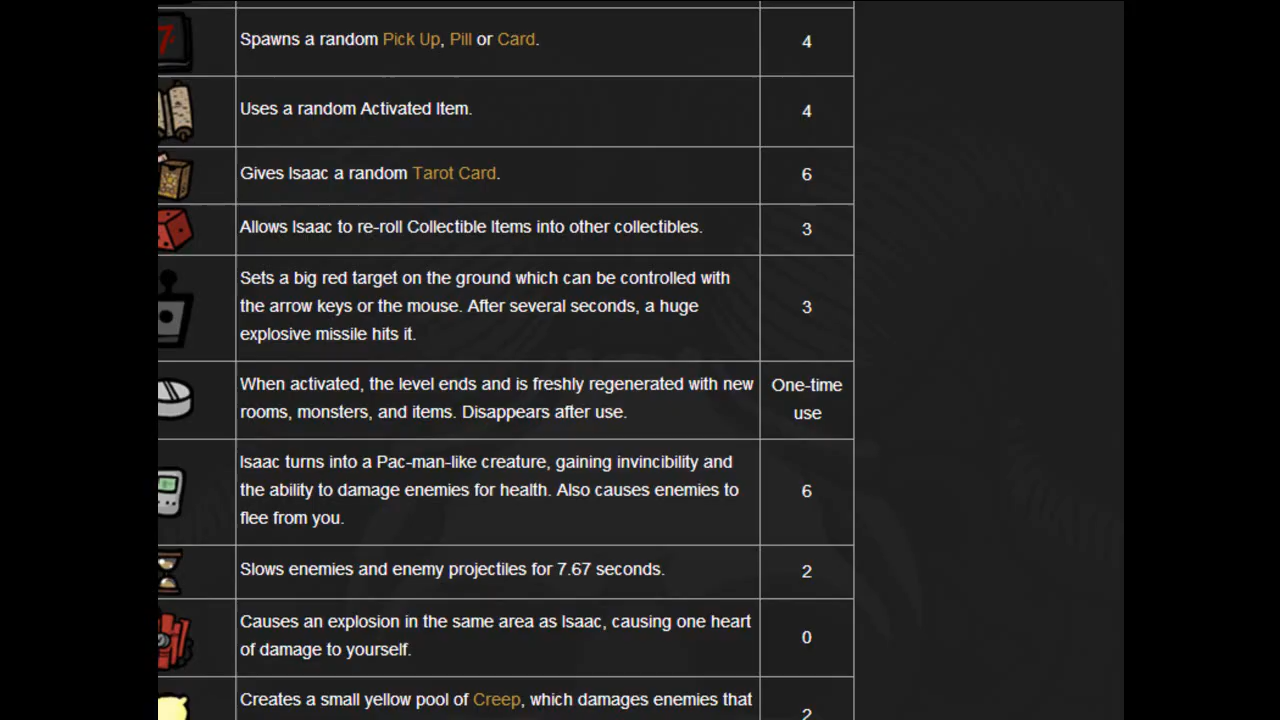 Spawns a random Pick Up, Pill or Card.
4
Uses a random Activated Item.
4
Gives Isaac a random Tarot Card.
6
Allows Isaac to re-roll Collectible Items into other collectibles.
3
Sets a big red target on the ground which can be controlled with
the arrow keys or the mouse. After several seconds, a huge
explosive missile hits it.
3
When activated, the level ends and is freshly regenerated with new
rooms, monsters, and items. Disappears after use.
One-time
use
Isaac turns into a Pac-man-like creature, gaining invincibility and
the ability to damage enemies for health. Also causes enemies to
flee from you.
6
Slows enemies and enemy projectiles for 7.67 seconds.
2
Causes an explosion in the same area as Isaac, causing one heart
of damage to yourself.
0
Creates a small yellow pool of Creep, which damages enemies that
2